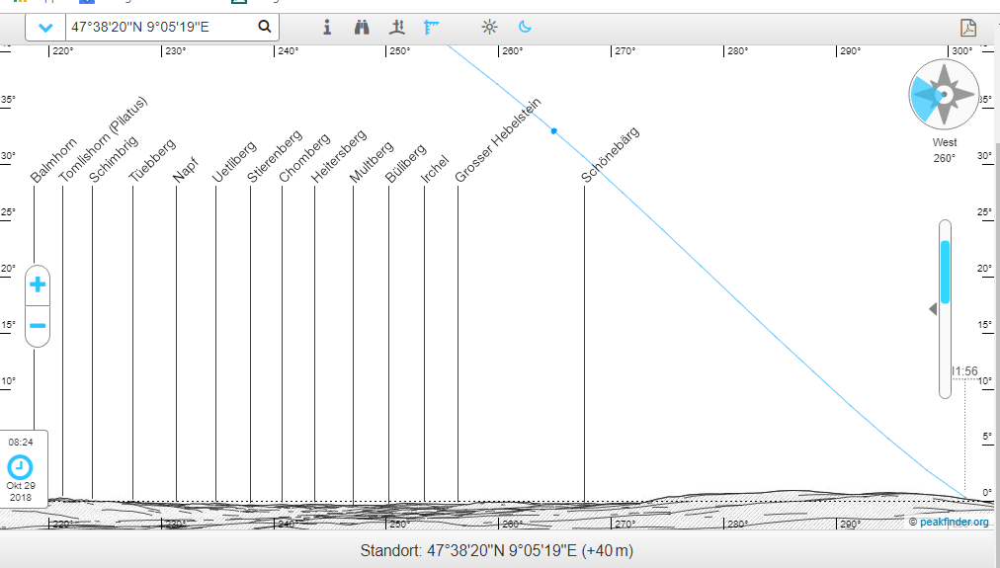 47°38'20"N 9°05'19"E
220° 230° 240° 250° 260° 270° 280° 290° 300°
35° 35°
30° 30°
25° 25°
20° 20°
15° 15°
10° 10°
5°
0°
Balmhorn
Tomlishorn (Pilatus)
Schimbrig
Tüebberg
Napf
Uetliberg
Stierenberg
Chomberg
Heitersberg
Multberg
Büllberg
Irchel
Grosser Hebelstein
Schönebärg
West
260°
11:56
08:24
Okt 29
2018
220° 230° 240° 250° 260° 270° 280° 290°
© peakfinder.org
Standort: 47°38'20"N 9°05'19"E (+40 m)